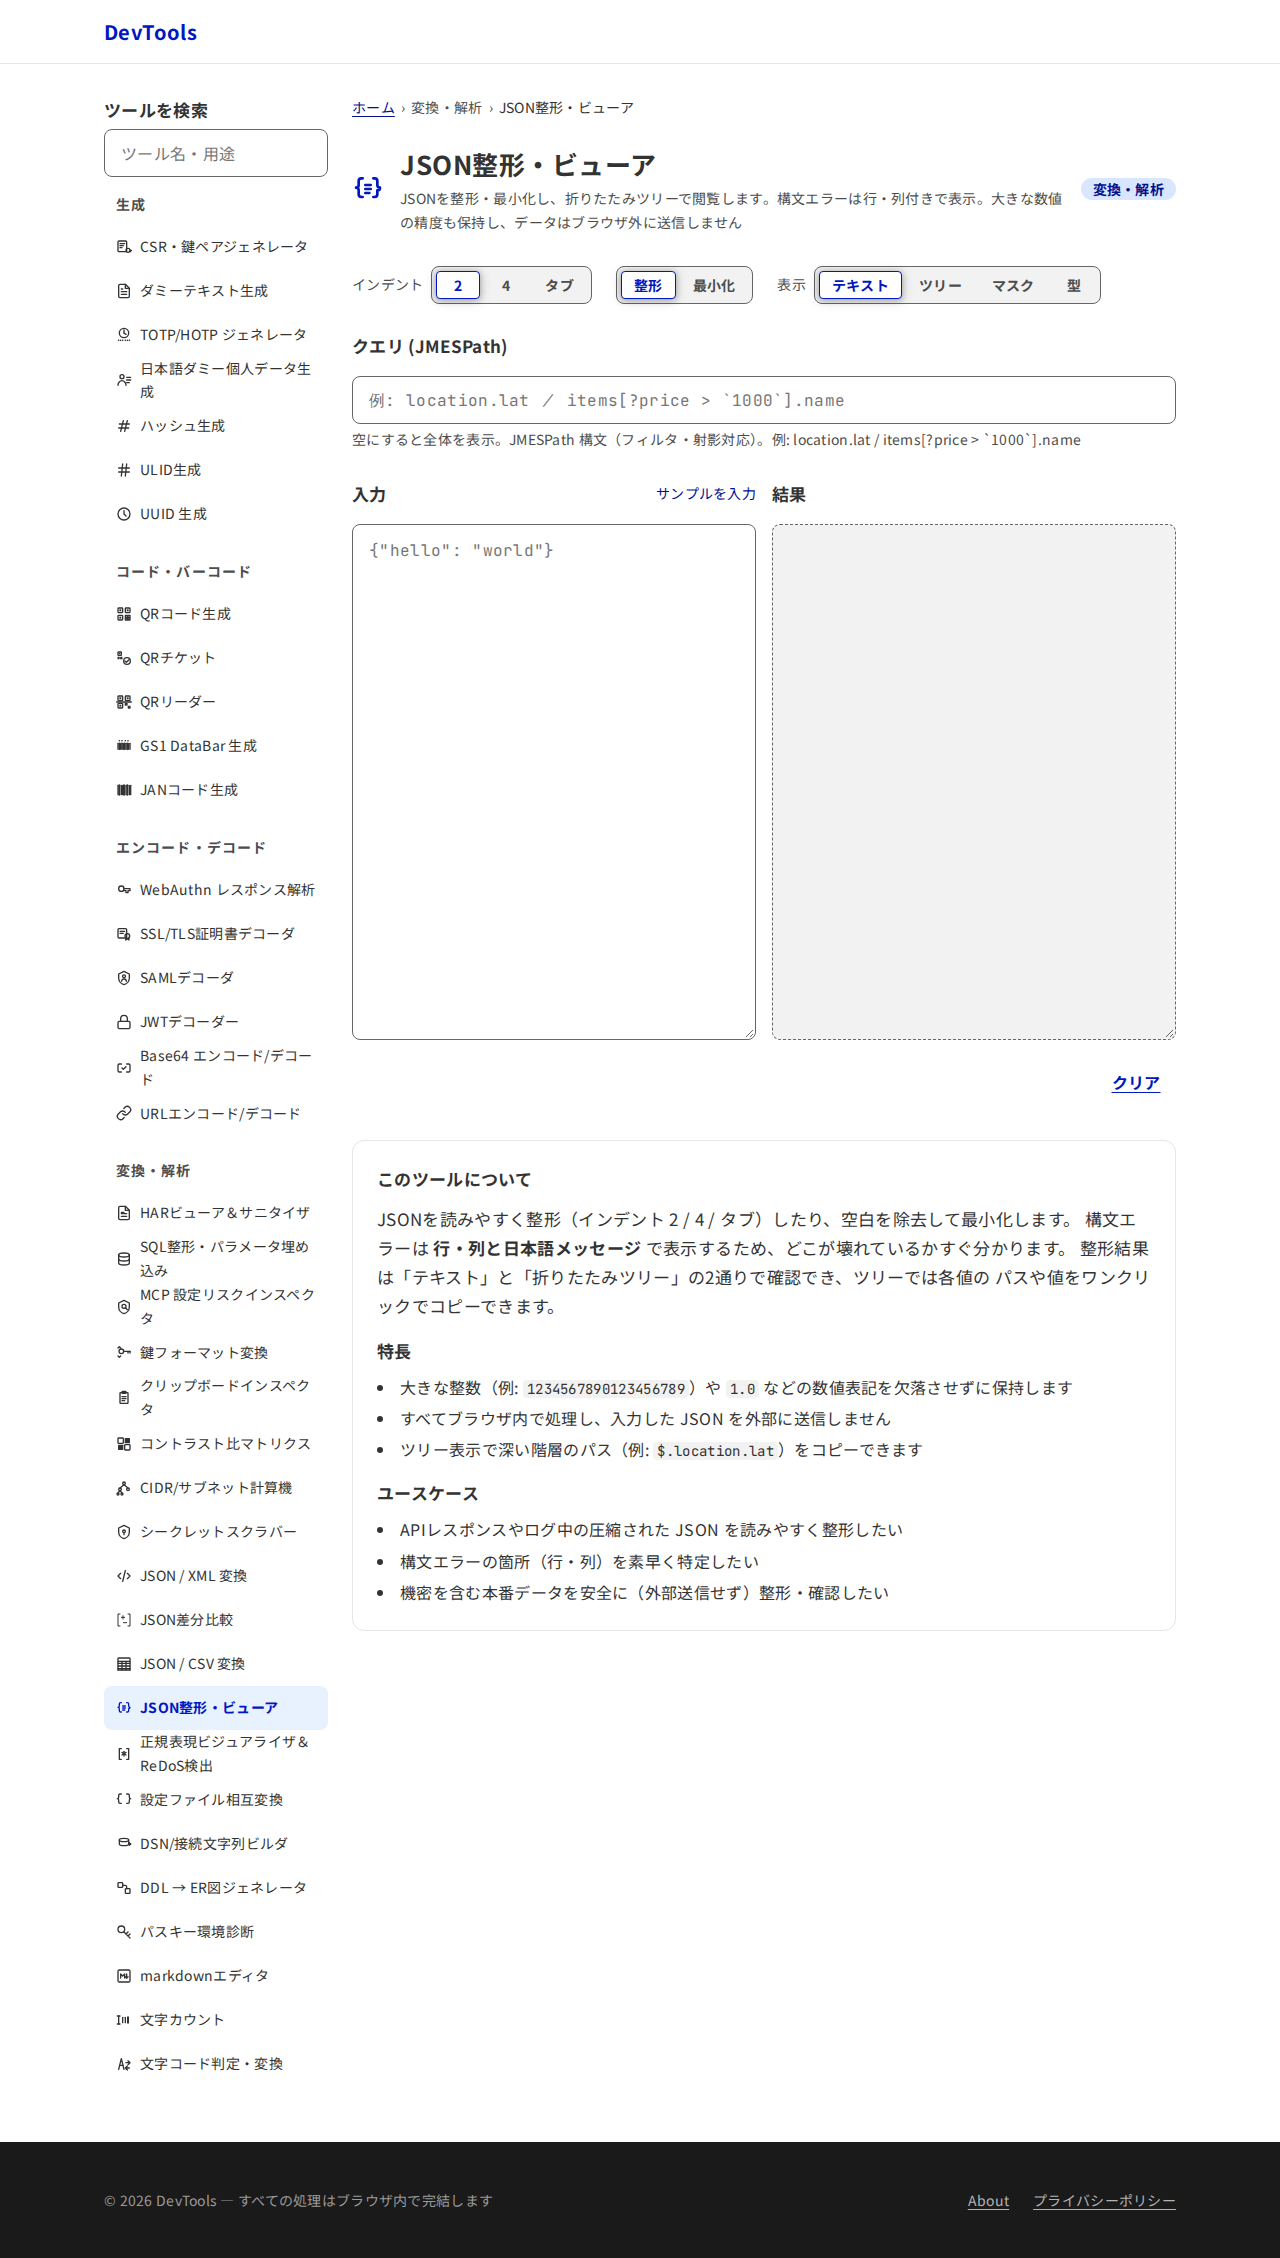 DevTools
ツールを検索
ツール名・用途
生成
CSR・鍵ペアジェネレータ
ダミーテキスト生成
TOTP/HOTP ジェネレータ
日本語ダミー個人データ生
成
ハッシュ生成
ULID生成
UUID 生成
コード・バーコード
QRコード生成
QRチケット
QRリーダー
GS1 DataBar 生成
JANコード生成
エンコード・デコード
WebAuthn レスポンス解析
SSL/TLS証明書デコーダ
SAMLデコーダ
JWTデコーダー
Base64 エンコード/デコー
ド
URLエンコード/デコード
変換・解析
HARビューア＆サニタイザ
SQL整形・パラメータ埋め
込み
MCP 設定リスクインスペク
タ
鍵フォーマット変換
クリップボードインスペク
タ
コントラスト比マトリクス
CIDR/サブネット計算機
シークレットスクラバー
JSON / XML 変換
JSON差分比較
JSON / CSV 変換
JSON整形・ビューア
正規表現ビジュアライザ＆
ReDoS検出
設定ファイル相互変換
DSN/接続文字列ビルダ
DDL → ER図ジェネレータ
パスキー環境診断
markdownエディタ
文字カウント
文字コード判定・変換
ホーム › 変換・解析 › JSON整形・ビューア
JSON整形・ビューア
JSONを整形・最小化し、折りたたみツリーで閲覧します。構文エラーは行・列付きで表示。大きな数値
の精度も保持し、データはブラウザ外に送信しません
変換・解析
インデント 2 4 タブ 整形 最小化 表示 テキスト ツリー マスク 型
クエリ (JMESPath)
例: location.lat ／ items[?price > `1000`].name
空にすると全体を表示。JMESPath 構文（フィルタ・射影対応）。例: location.lat / items[?price > `1000`].name
入力 サンプルを入力 結果
{"hello": "world"}
クリア
このツールについて
JSONを読みやすく整形（インデント 2 / 4 / タブ）したり、空白を除去して最小化します。 構文エ
ラーは 行・列と日本語メッセージ で表示するため、どこが壊れているかすぐ分かります。 整形結果
は「テキスト」と「折りたたみツリー」の2通りで確認でき、ツリーでは各値の パスや値をワンクリ
ックでコピーできます。
特長
大きな整数（例: 1234567890123456789）や 1.0 などの数値表記を欠落させずに保持します
すべてブラウザ内で処理し、入力した JSON を外部に送信しません
ツリー表示で深い階層のパス（例: $.location.lat）をコピーできます
ユースケース
APIレスポンスやログ中の圧縮された JSON を読みやすく整形したい
構文エラーの箇所（行・列）を素早く特定したい
機密を含む本番データを安全に（外部送信せず）整形・確認したい
© 2026 DevTools — すべての処理はブラウザ内で完結します
About プライバシーポリシー